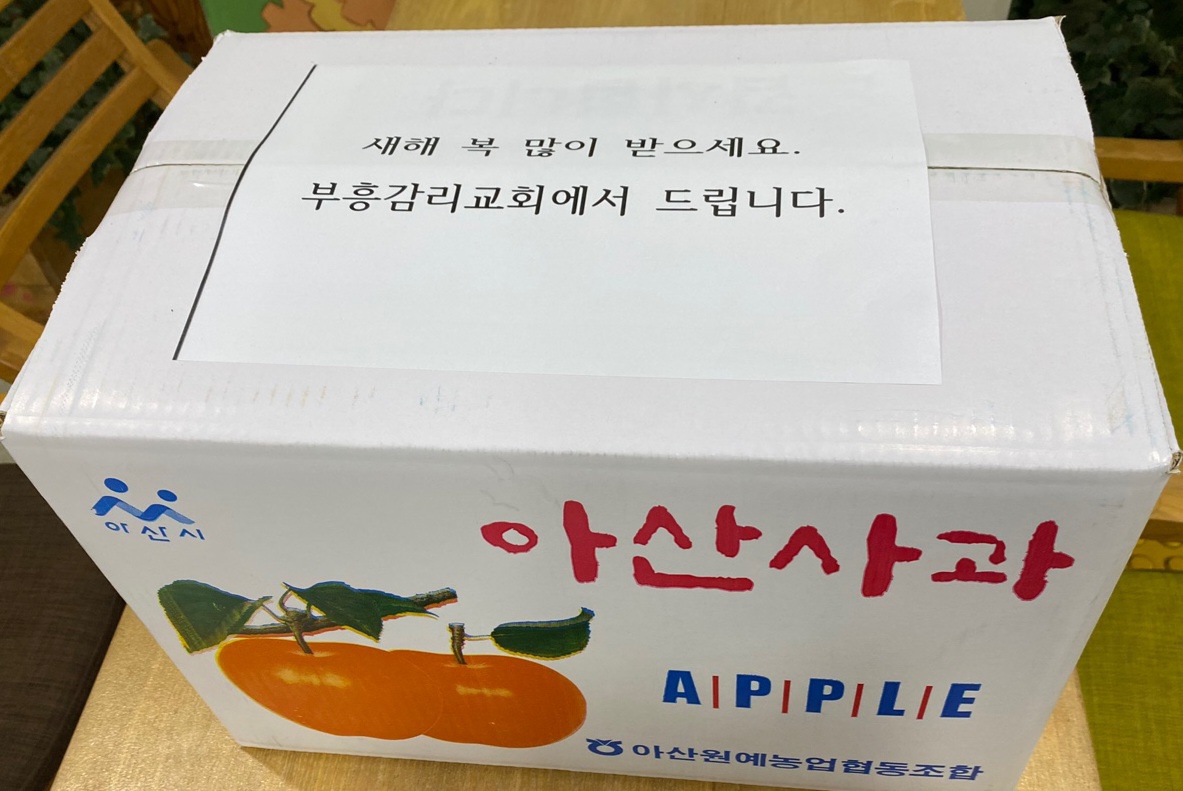 새해 복 많이 받으세요.
부흥감리교회에서 드립니다.
아산시
아산사과
A|P|P|L|E
아산원예농업협동조합